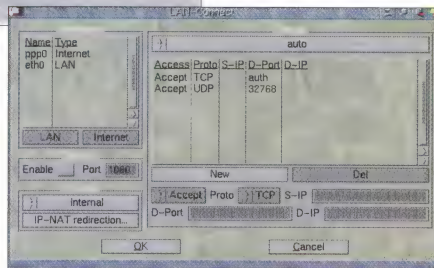 LAN-Connect
Name Type
ppp0 Internet
eth0 LAN
LAN Internet
Enable Port 1080
Internal
IP-NAT redirection...
auto
Access Proto S-IP D-Port D-IP
Accept TCP auth
Accept UDP 32768
New Del
Accept Proto TCP S-IP
D-Port D-IP
OK Cancel